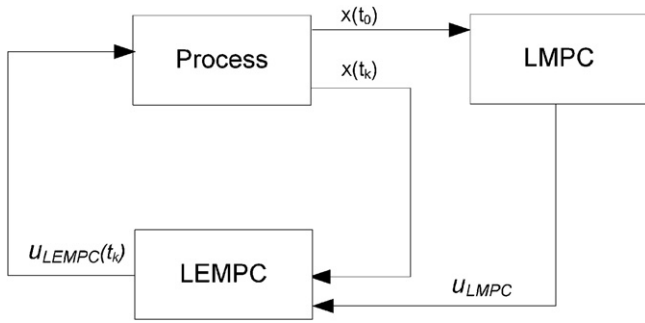 x(t₀)
Process
LMPC
x(tₖ)
u_LEMPC(tₖ)
LEMPC
u_LMPC